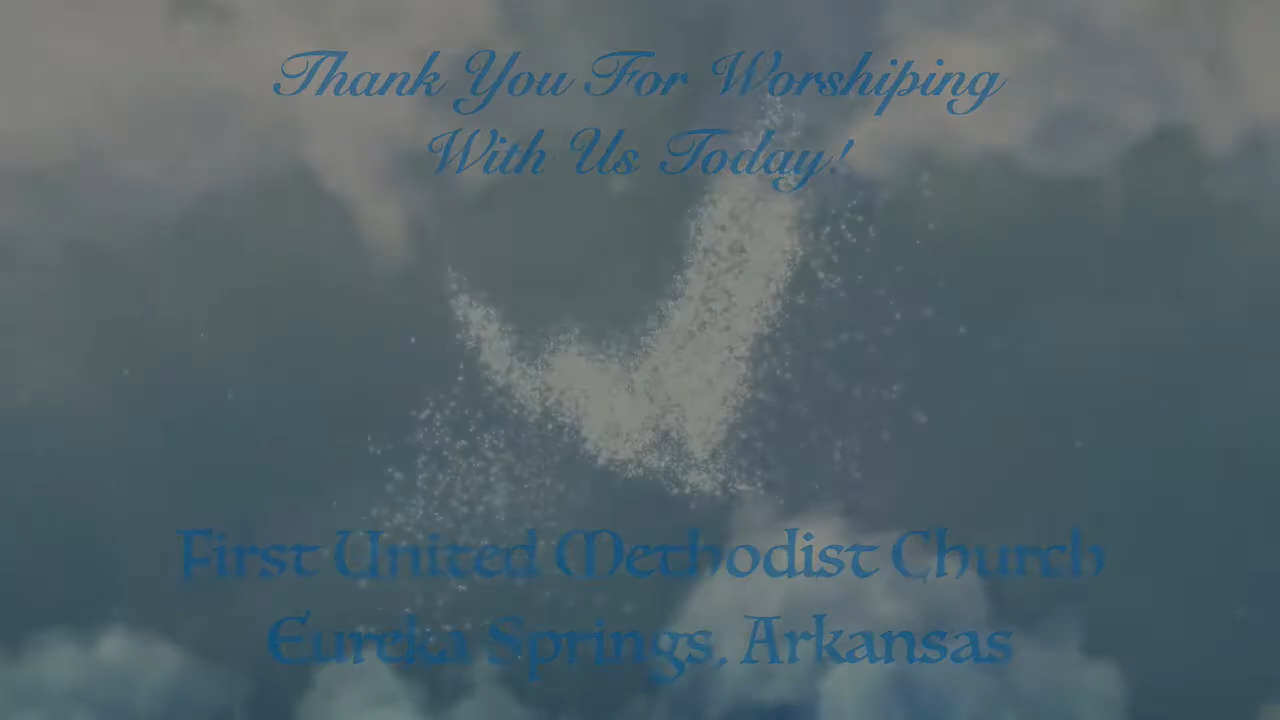 Thank You For Worshiping
With Us Today!
First United Methodist Church
Eureka Springs, Arkansas